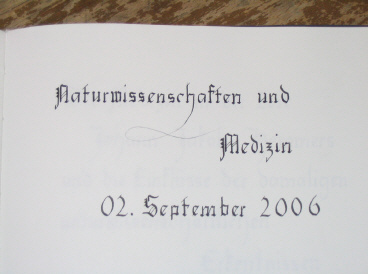 Naturwissenschaften und
Medizin
02. September 2006